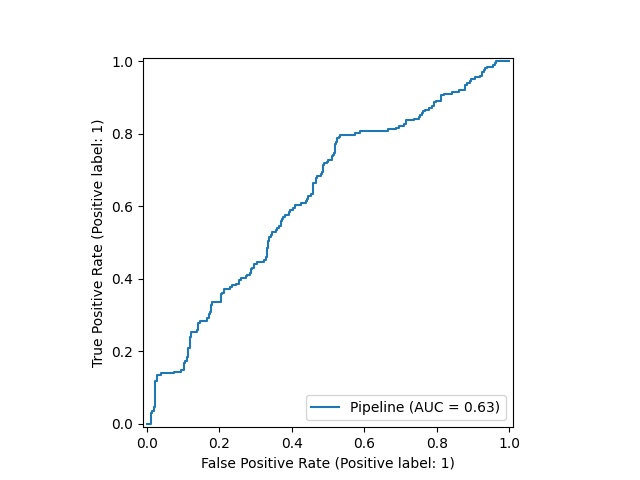 1.0
0.8
0.6
0.4
0.2
0.0
True Positive Rate (Positive label: 1)
Pipeline (AUC = 0.63)
0.0 0.2 0.4 0.6 0.8 1.0
False Positive Rate (Positive label: 1)